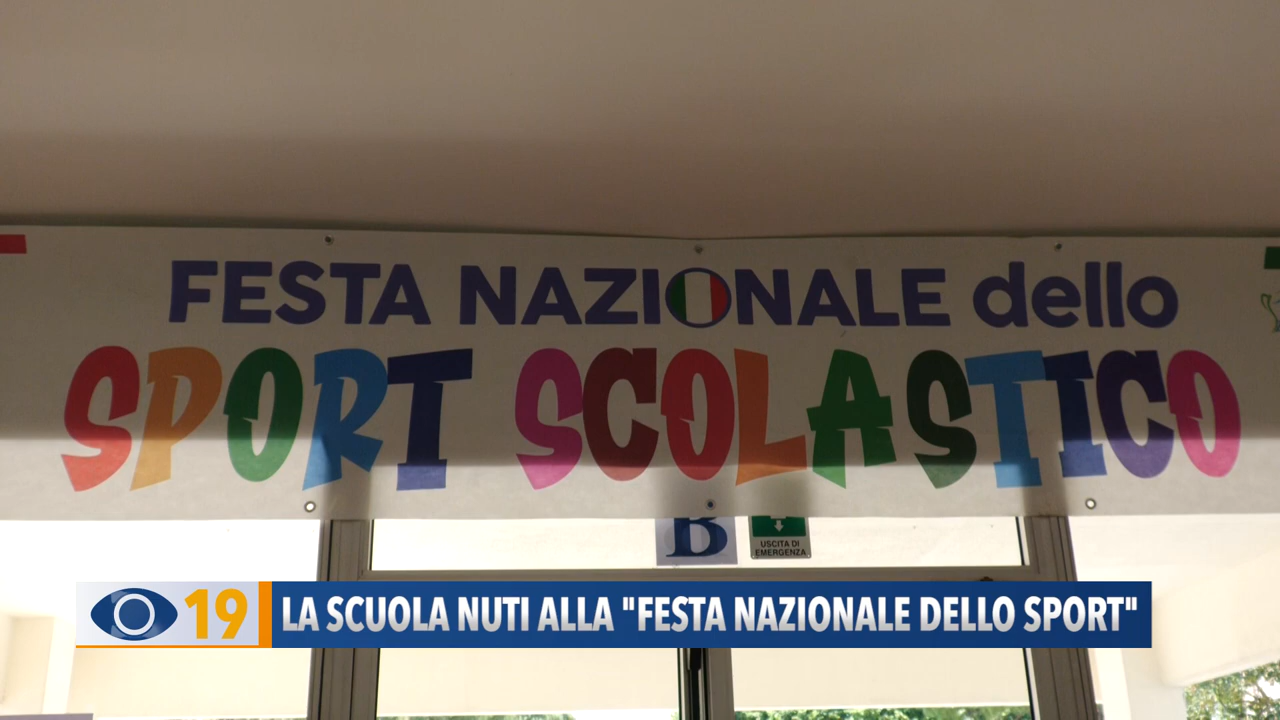 FESTA NAZIONALE dello
SPORT SCOLASTICO
B
USCITA DI
EMERGENZA
19
LA SCUOLA NUTI ALLA "FESTA NAZIONALE DELLO SPORT"